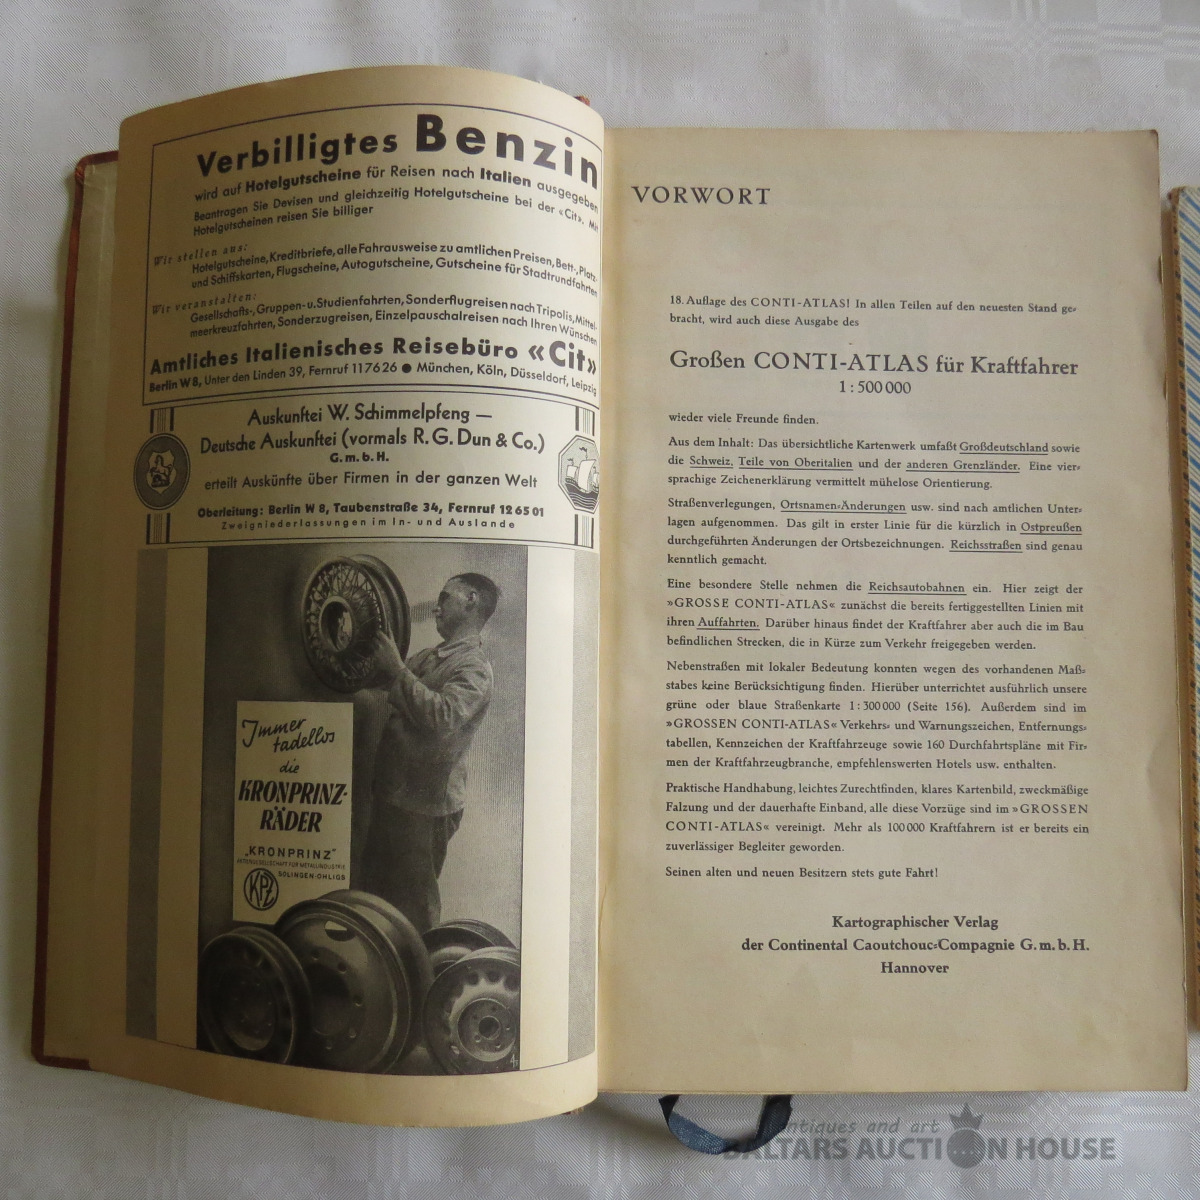 Verbilligtes Benzin
wird auf Hotelgutscheine für Reisen nach Italien ausgegeben
Beantragen Sie Devisen und gleichzeitig Hotelgutscheine bei der «Cit». Mit
Hotelgutscheinen reisen Sie billiger
Wir stellen aus:
Hotelgutscheine, Kreditbriefe, alle Fahrausweise zu amtlichen Preisen, Bett-, Platz-
und Schiffskarten, Flugscheine, Autogutscheine, Gutscheine für Stadtrundfahrten
Wir veranstalten:
Gesellschafts-, Gruppen- u. Studienfahrten, Sonderflugreisen nach Tripolis, Mittel-
meerkreuzfahrten, Sonderzugreisen, Einzelpauschalreisen nach Ihren Wünschen
Amtliches Italienisches Reisebüro «Cit»
Berlin W 8, Unter den Linden 39, Fernruf 117626 ● München, Köln, Düsseldorf, Leipzig
Auskunftei W. Schimmelpfeng —
Deutsche Auskunftei (vormals R. G. Dun & Co.)
G. m. b. H.
erteilt Auskünfte über Firmen in der ganzen Welt
Oberleitung: Berlin W 8, Taubenstraße 34, Fernruf 12 65 01
Zweigniederlassungen im In- und Auslande
Immer
tadellos
die
KRONPRINZ-
RÄDER
„KRONPRINZ"
AKTIENGESELLSCHAFT FÜR METALLINDUSTRIE
SOLINGEN-OHLIGS
KPZ
VORWORT
18. Auflage des CONTI-ATLAS! In allen Teilen auf den neuesten Stand ge-
bracht, wird auch diese Ausgabe des
Großen CONTI-ATLAS für Kraftfahrer
1 : 500 000
wieder viele Freunde finden.
Aus dem Inhalt: Das übersichtliche Kartenwerk umfaßt Großdeutschland sowie
die Schweiz, Teile von Oberitalien und der anderen Grenzländer. Eine vier-
sprachige Zeichenerklärung vermittelt mühelose Orientierung.
Straßenverlegungen, Ortsnamen-Änderungen usw. sind nach amtlichen Unter-
lagen aufgenommen. Das gilt in erster Linie für die kürzlich in Ostpreußen
durchgeführten Änderungen der Ortsbezeichnungen. Reichsstraßen sind genau
kenntlich gemacht.
Eine besondere Stelle nehmen die Reichsautobahnen ein. Hier zeigt der
»GROSSE CONTI-ATLAS« zunächst die bereits fertiggestellten Linien mit
ihren Auffahrten. Darüber hinaus findet der Kraftfahrer aber auch die im Bau
befindlichen Strecken, die in Kürze zum Verkehr freigegeben werden.
Nebenstraßen mit lokaler Bedeutung konnten wegen des vorhandenen Maß-
stabes keine Berücksichtigung finden. Hierüber unterrichtet ausführlich unsere
grüne oder blaue Straßenkarte 1 : 300 000 (Seite 156). Außerdem sind im
»GROSSEN CONTI-ATLAS« Verkehrs- und Warnungszeichen, Entfernungs-
tabellen, Kennzeichen der Kraftfahrzeuge sowie 160 Durchfahrtspläne mit Fir-
men der Kraftfahrzeugbranche, empfehlenswerten Hotels usw. enthalten.
Praktische Handhabung, leichtes Zurechtfinden, klares Kartenbild, zweckmäßige
Falzung und der dauerhafte Einband, alle diese Vorzüge sind im »GROSSEN
CONTI-ATLAS« vereinigt. Mehr als 100 000 Kraftfahrern ist er bereits ein
zuverlässiger Begleiter geworden.
Seinen alten und neuen Besitzern stets gute Fahrt!
Kartographischer Verlag
der Continental Caoutchouc-Compagnie G. m. b. H.
Hannover
antiques and art
BALTARS AUCTION HOUSE